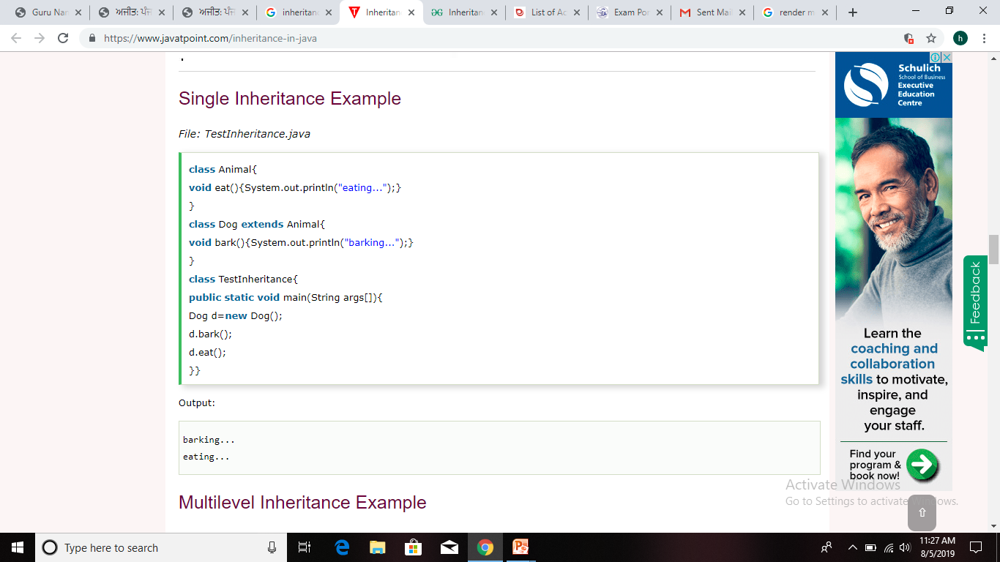 Guru Nan
ਅਜੀਤ: ਪੰਜ
ਅਜੀਤ: ਪੰਜ
inheritanc
Inheritan
Inheritan
List of Ac
Exam Por
Sent Mail
render m
https://www.javatpoint.com/inheritance-in-java
h
Single Inheritance Example
File: TestInheritance.java
class Animal{
void eat(){System.out.println("eating...");}
}
class Dog extends Animal{
void bark(){System.out.println("barking...");}
}
class TestInheritance{
public static void main(String args[]){
Dog d=new Dog();
d.bark();
d.eat();
}}
Output:
barking...
eating...
Multilevel Inheritance Example
Schulich
School of Business
Executive
Education
Centre
Learn the
coaching and
collaboration
skills to motivate,
inspire, and
engage
your staff.
Find your
program &
book now!
Feedback
Activate Windows
Go to Settings to activate Windows.
Type here to search
11:27 AM
8/5/2019